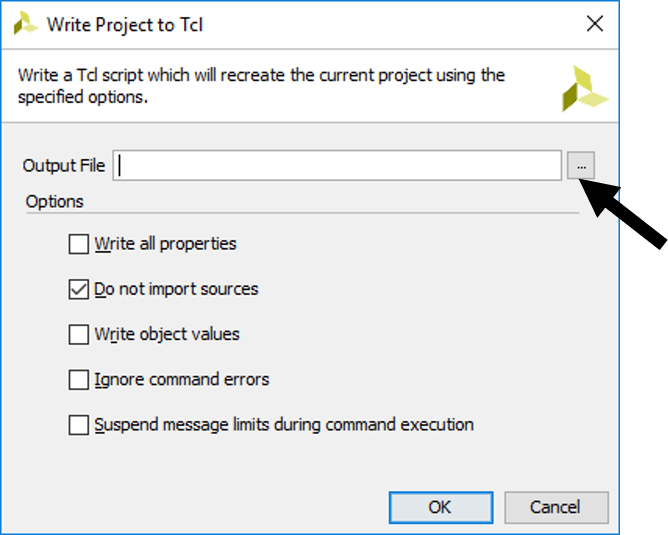 Write Project to Tcl
Write a Tcl script which will recreate the current project using the
specified options.
Output File
...
Options
Write all properties
Do not import sources
Write object values
Ignore command errors
Suspend message limits during command execution
OK Cancel